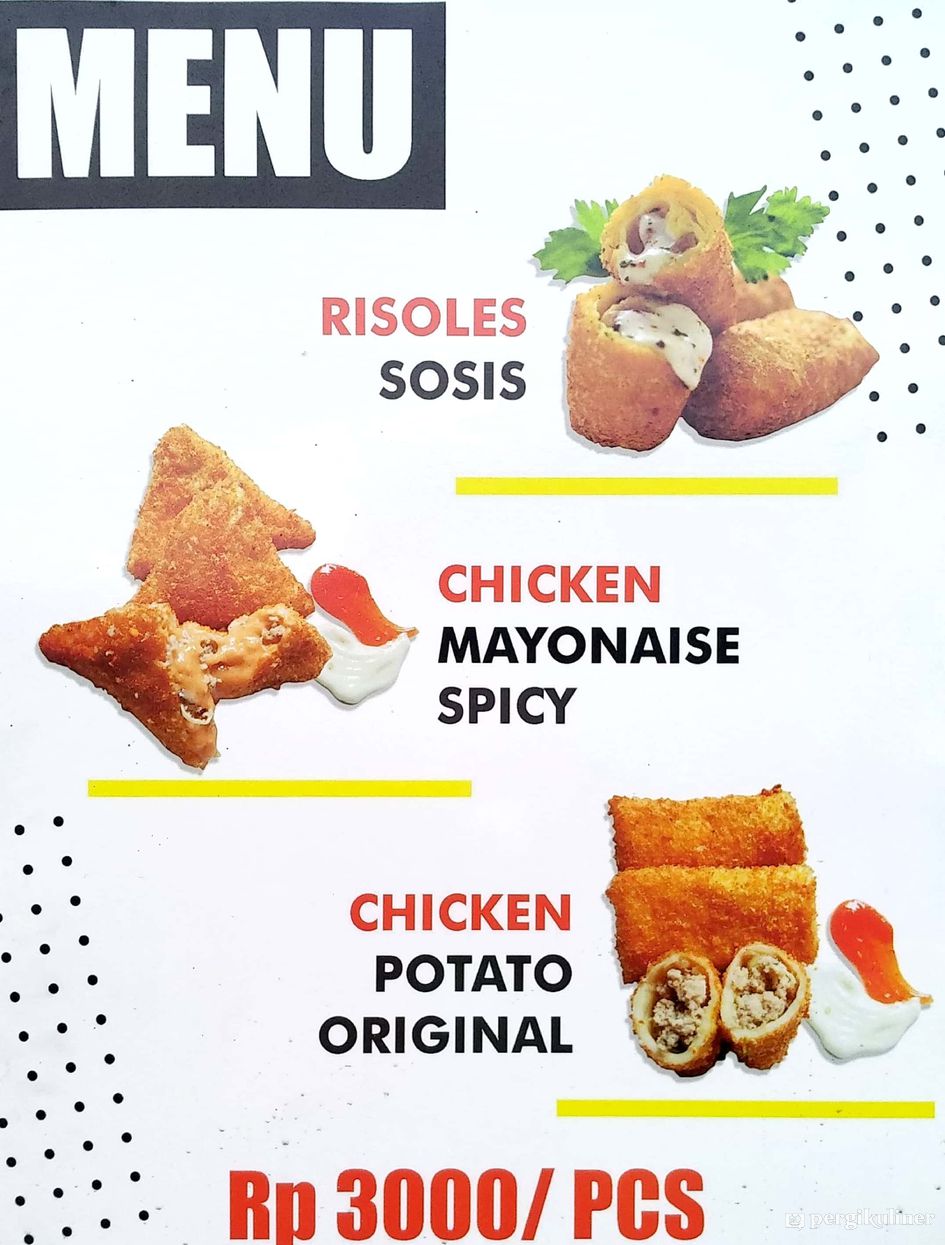 MENU
RISOLES
SOSIS
CHICKEN
MAYONAISE
SPICY
CHICKEN
POTATO
ORIGINAL
Rp 3000/ PCS
pergikuliner